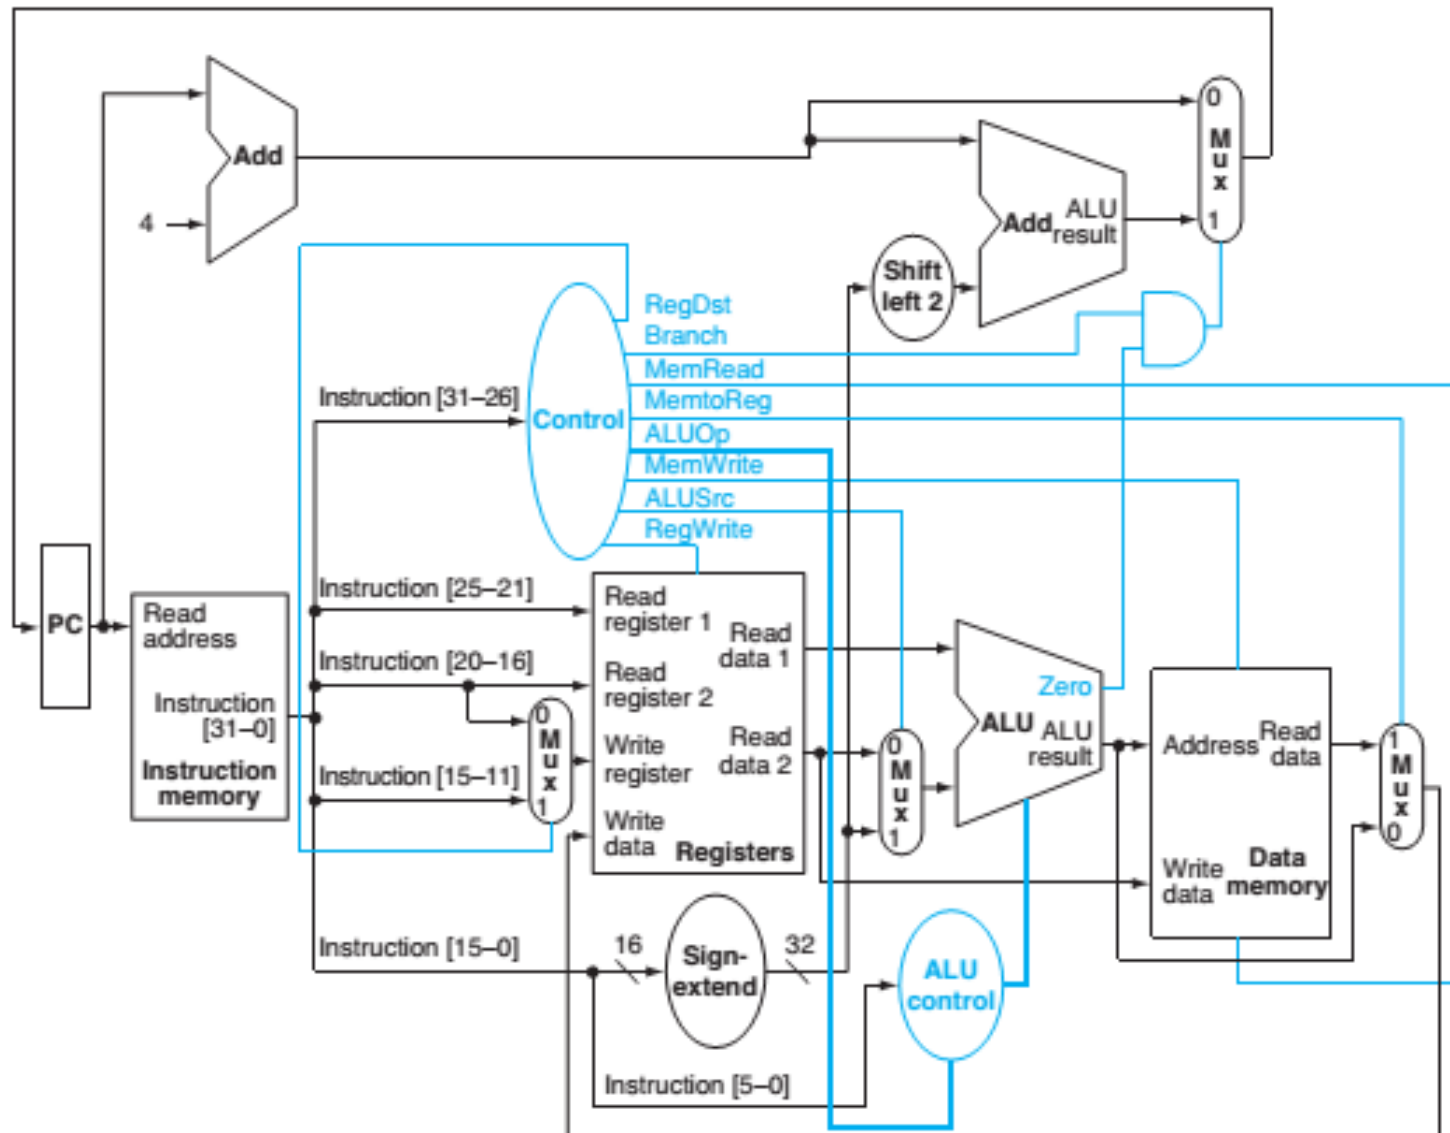 0
Mux
1
Add
4
Add ALU
result
Shift
left 2
RegDst
Branch
MemRead
MemtoReg
ALUOp
MemWrite
ALUSrc
RegWrite
Instruction [31–26]
Control
Instruction [25–21]
Instruction [20–16]
Instruction [15–11]
Instruction [15–0]
PC
Read
address
Instruction
[31–0]
Instruction
memory
0
Mux
1
Read
register 1
Read
register 2
Write
register
Write
data
Read
data 1
Read
data 2
Registers
0
Mux
1
Zero
ALU ALU
result
Address
Read
data
Write
data
Data
memory
1
Mux
0
16
Sign-
extend
32
ALU
control
Instruction [5–0]